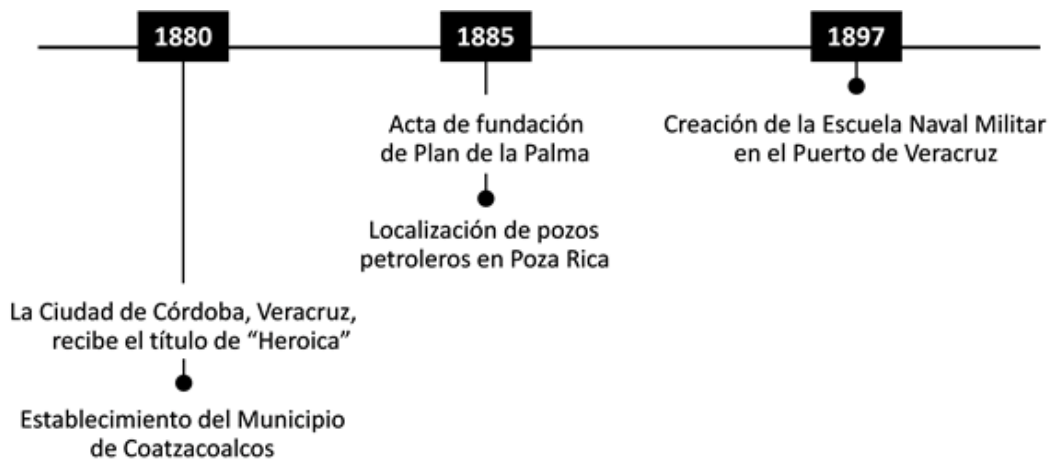 1880
1885
1897
Acta de fundación
de Plan de la Palma
Creación de la Escuela Naval Militar
en el Puerto de Veracruz
Localización de pozos
petroleros en Poza Rica
La Ciudad de Córdoba, Veracruz,
recibe el título de “Heroica”
Establecimiento del Municipio
de Coatzacoalcos